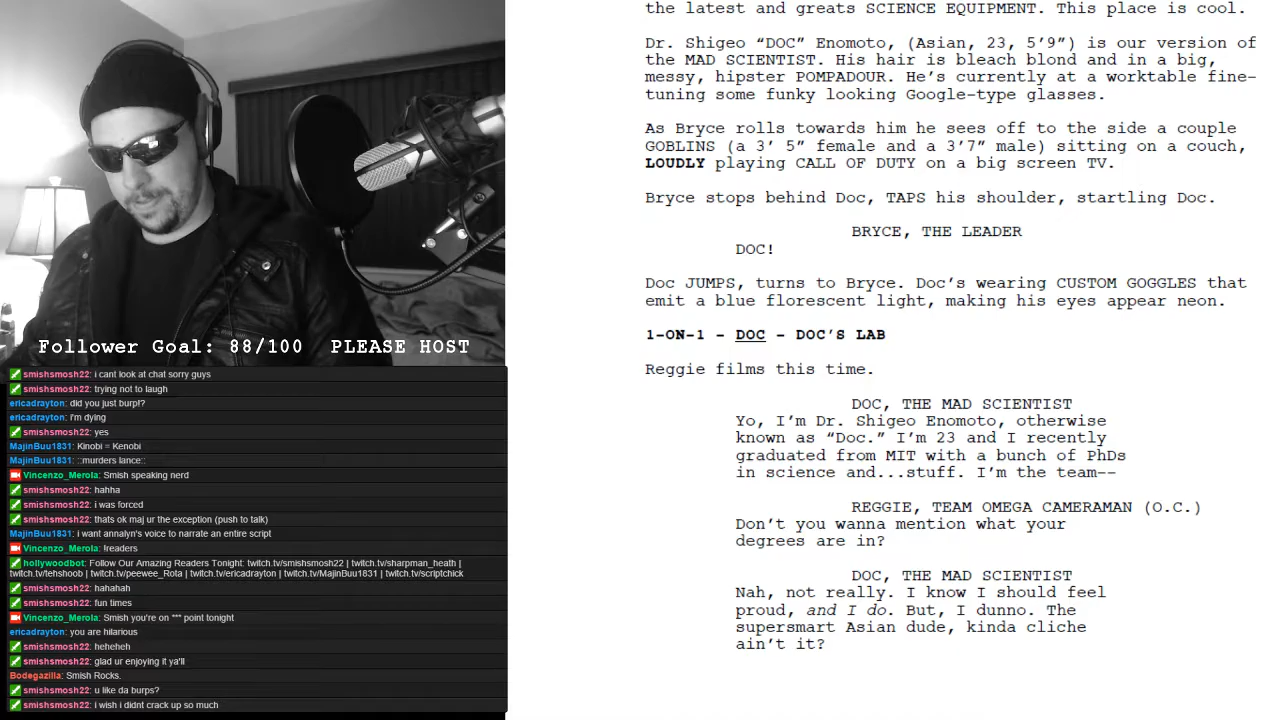 Follower Goal: 88/100 PLEASE HOST
smishsmosh22: i cant look at chat sorry guys
smishsmosh22: trying not to laugh
ericadrayton: did you just burp!?
ericadrayton: i'm dying
smishsmosh22: yes
MajinBuu1831: Kinobi = Kenobi
MajinBuu1831: ::murders lance::
Vincenzo_Merola: Smish speaking nerd
smishsmosh22: hahha
smishsmosh22: i was forced
smishsmosh22: thats ok maj ur the exception (push to talk)
MajinBuu1831: i want annalyn's voice to narrate an entire script
Vincenzo_Merola: !readers
hollywoodbot: Follow Our Amazing Readers Tonight: twitch.tv/smishsmosh22 | twitch.tv/sharpman_heath |
twitch.tv/tehshoob | twitch.tv/peewee_Rota | twitch.tv/ericadrayton | twitch.tv/MajinBuu1831 | twitch.tv/scriptchick
smishsmosh22: hahahah
smishsmosh22: fun times
Vincenzo_Merola: Smish you're on *** point tonight
ericadrayton: you are hilarious
smishsmosh22: heheheh
smishsmosh22: glad ur enjoying it ya'll
Bodegazilla: Smish Rocks.
smishsmosh22: u like da burps?
smishsmosh22: i wish i didnt crack up so much
the latest and greats SCIENCE EQUIPMENT. This place is cool.
Dr. Shigeo “DOC” Enomoto, (Asian, 23, 5’9”) is our version of
the MAD SCIENTIST. His hair is bleach blond and in a big,
messy, hipster POMPADOUR. He’s currently at a worktable fine-
tuning some funky looking Google-type glasses.
As Bryce rolls towards him he sees off to the side a couple
GOBLINS (a 3’ 5” female and a 3’7” male) sitting on a couch,
LOUDLY playing CALL OF DUTY on a big screen TV.
Bryce stops behind Doc, TAPS his shoulder, startling Doc.
BRYCE, THE LEADER
DOC!
Doc JUMPS, turns to Bryce. Doc’s wearing CUSTOM GOGGLES that
emit a blue florescent light, making his eyes appear neon.
1-ON-1 - DOC - DOC’S LAB
Reggie films this time.
DOC, THE MAD SCIENTIST
Yo, I’m Dr. Shigeo Enomoto, otherwise
known as “Doc.” I’m 23 and I recently
graduated from MIT with a bunch of PhDs
in science and...stuff. I’m the team--
REGGIE, TEAM OMEGA CAMERAMAN (O.C.)
Don’t you wanna mention what your
degrees are in?
DOC, THE MAD SCIENTIST
Nah, not really. I know I should feel
proud, and I do. But, I dunno. The
supersmart Asian dude, kinda cliche
ain’t it?